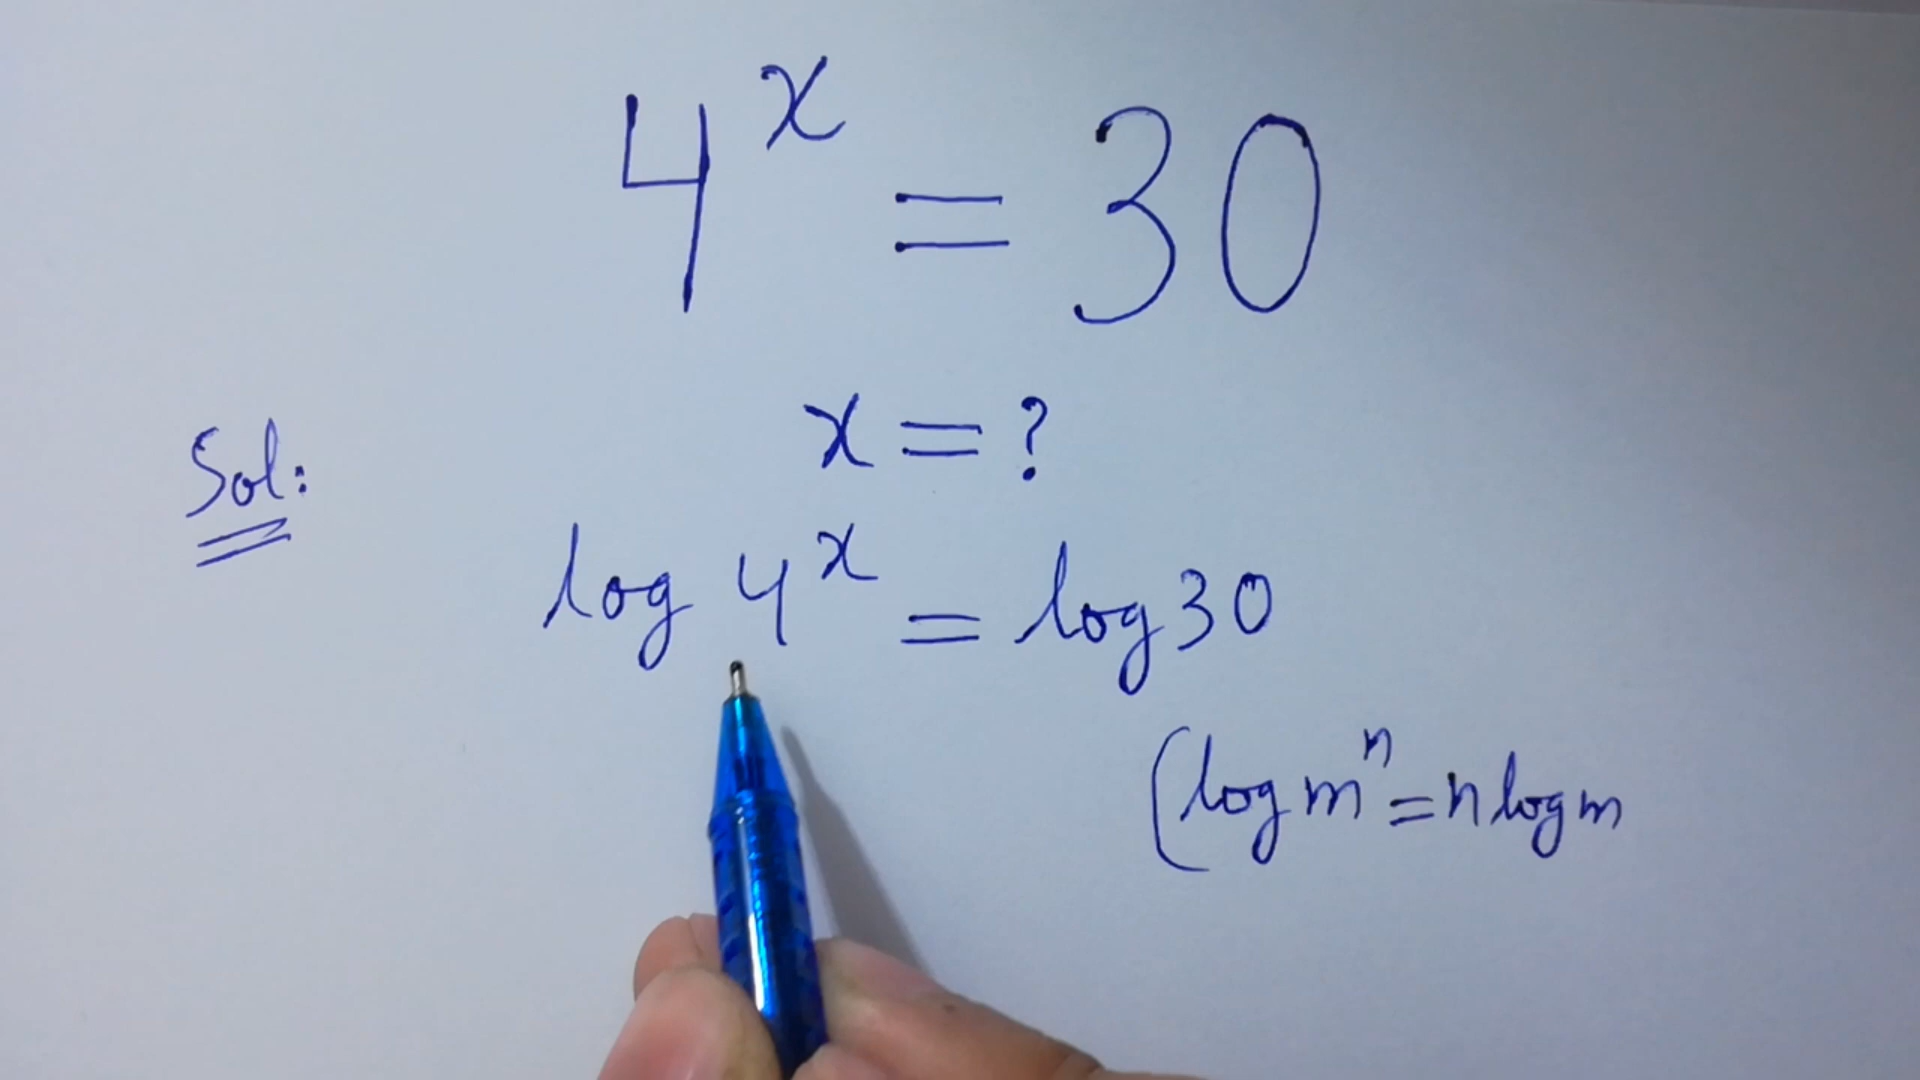 4^x = 30
x = ?
Sol:
log 4^x = log 30
(log m^n = n log m